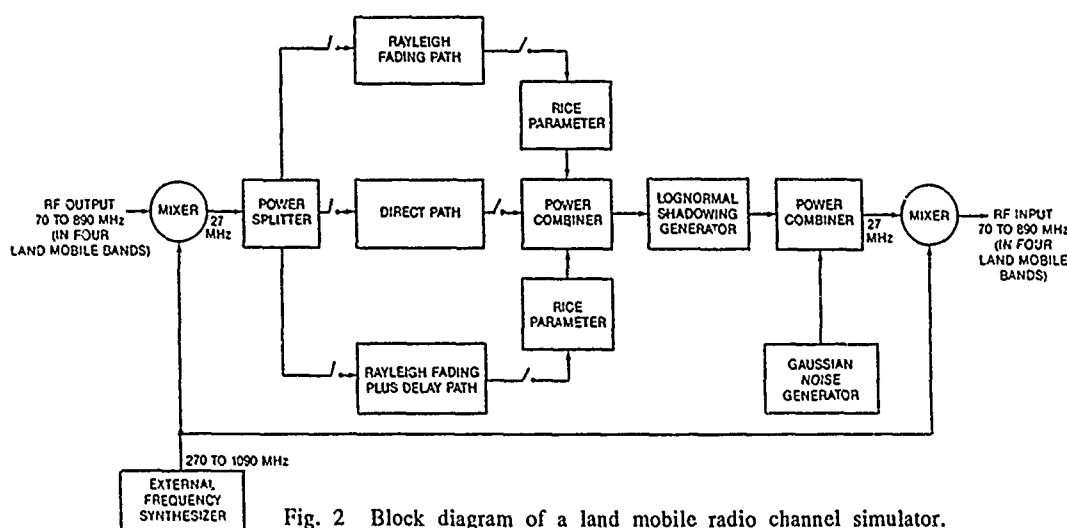 RAYLEIGH
FADING PATH
RICE
PARAMETER
RF OUTPUT
70 TO 890 MHz
(IN FOUR
LAND MOBILE BANDS)
MIXER
27
MHz
POWER
SPLITTER
DIRECT PATH
POWER
COMBINER
LOGNORMAL
SHADOWING
GENERATOR
POWER
COMBINER
27
MHz
MIXER
RF INPUT
70 TO 890 MHz
(IN FOUR
LAND MOBILE
BANDS)
RICE
PARAMETER
RAYLEIGH FADING
PLUS DELAY PATH
GAUSSIAN
NOISE
GENERATOR
270 TO 1090 MHz
EXTERNAL
FREQUENCY
SYNTHESIZER
Fig. 2 Block diagram of a land mobile radio channel simulator.